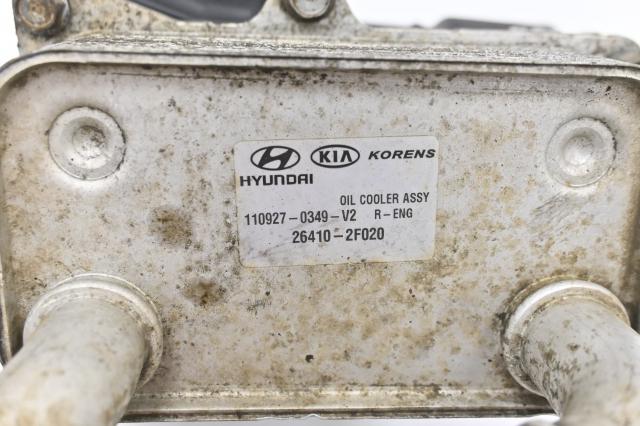 KIA KORENS
HYUNDAI
OIL COOLER ASSY
110927-0349-V2 R-ENG
26410-2F020